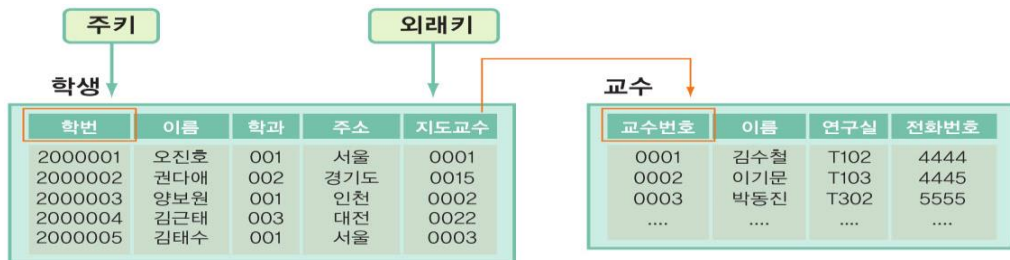 주키 외래키
학생 교수
학번 이름 학과 주소 지도교수
2000001 오진호 001 서울 0001
2000002 권다애 002 경기도 0015
2000003 양보원 001 인천 0002
2000004 김근태 003 대전 0022
2000005 김태수 001 서울 0003
교수번호 이름 연구실 전화번호
0001 김수철 T102 4444
0002 이기문 T103 4445
0003 박동진 T302 5555
.... .... .... ....